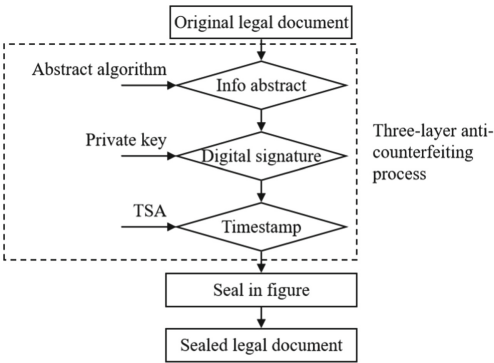 Original legal document
Abstract algorithm
Info abstract
Three-layer anti-
counterfeiting
process
Private key
Digital signature
TSA
Timestamp
Seal in figure
Sealed legal document